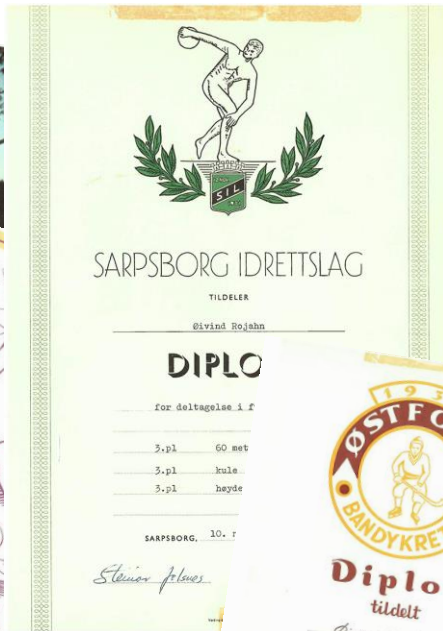 SIL
SARPSBORG IDRETTSLAG
TILDELER
Øivind Rojahn
DIPLO
for deltagelse i f
3.pl 60 met
3.pl kule
3.pl høyde
SARPSBORG, 10.
193
ØSTFO
BANDYKRET
Diplo
tildelt